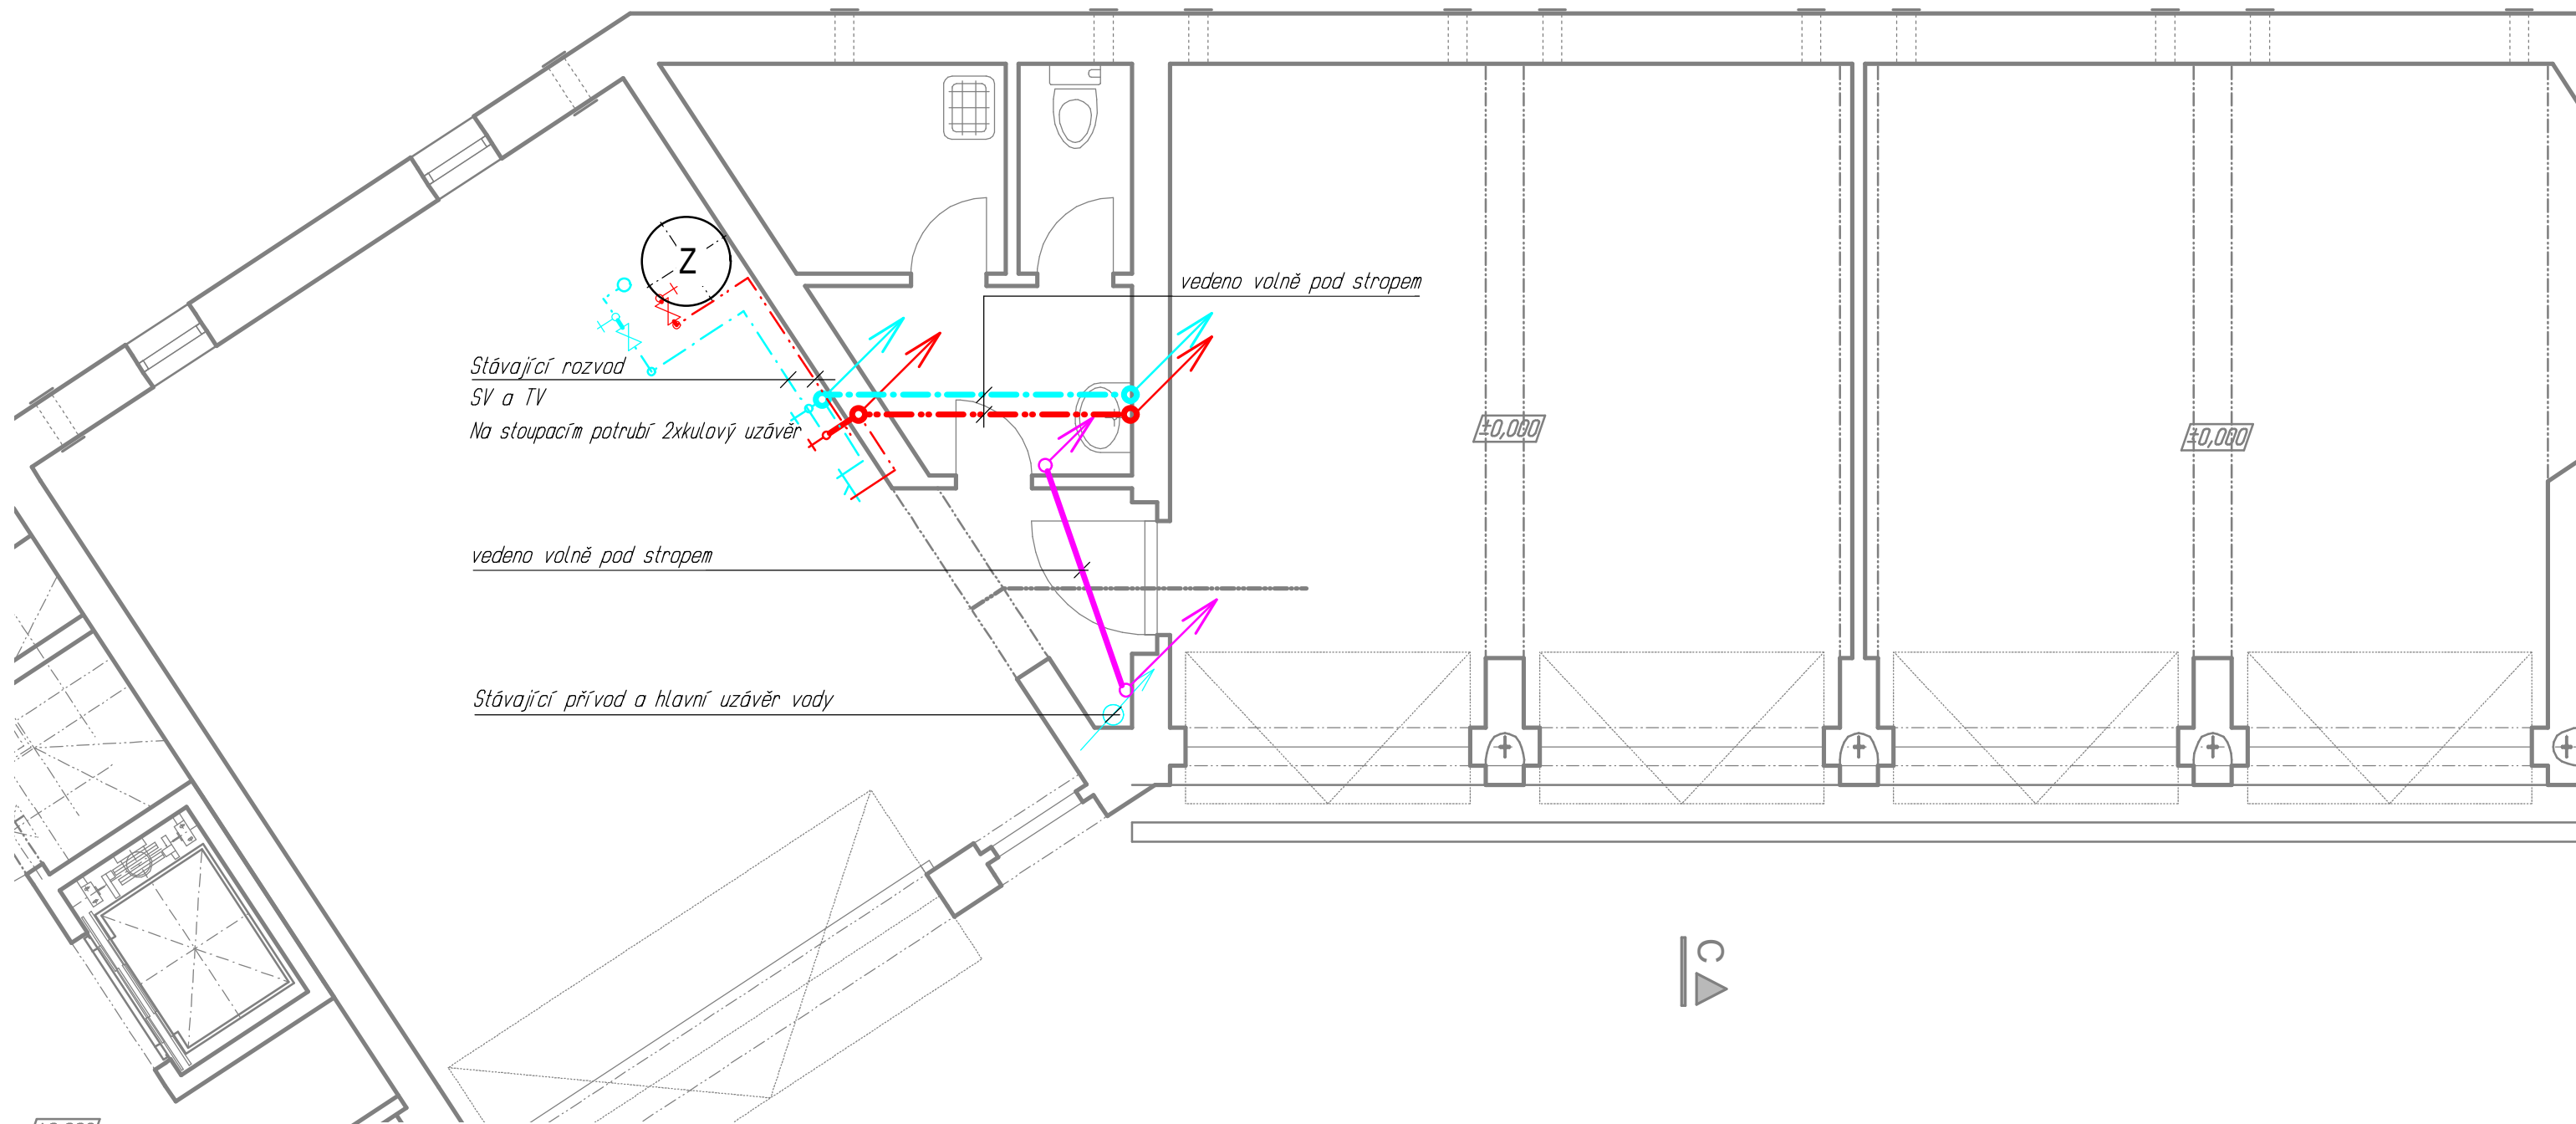 Z
vedeno volně pod stropem
Stávající rozvod
SV a TV
Na stoupacím potrubí 2xkulový uzávěr
±0,000
±0,000
vedeno volně pod stropem
Stávající přívod a hlavní uzávěr vody
C